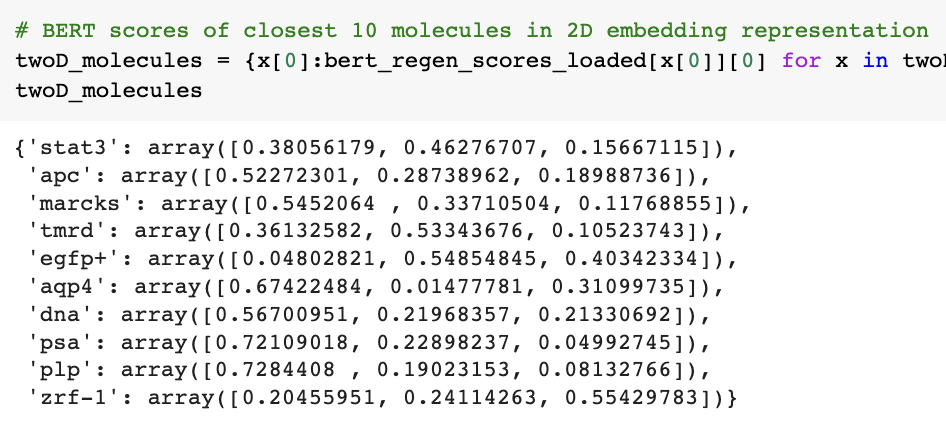 # BERT scores of closest 10 molecules in 2D embedding representation
twoD_molecules = {x[0]:bert_regen_scores_loaded[x[0]][0] for x in
twoD_molecules
{'stat3': array([0.38056179, 0.46276707, 0.15667115]),
'apc': array([0.52272301, 0.28738962, 0.18988736]),
'marcks': array([0.5452064 , 0.33710504, 0.11768855]),
'tmrd': array([0.36132582, 0.53343676, 0.10523743]),
'egfp+': array([0.04802821, 0.54854845, 0.40342334]),
'aqp4': array([0.67422484, 0.01477781, 0.31099735]),
'dna': array([0.56700951, 0.21968357, 0.21330692]),
'psa': array([0.72109018, 0.22898237, 0.04992745]),
'plp': array([0.7284408 , 0.19023153, 0.08132766]),
'zrf-1': array([0.20455951, 0.24114263, 0.55429783])}